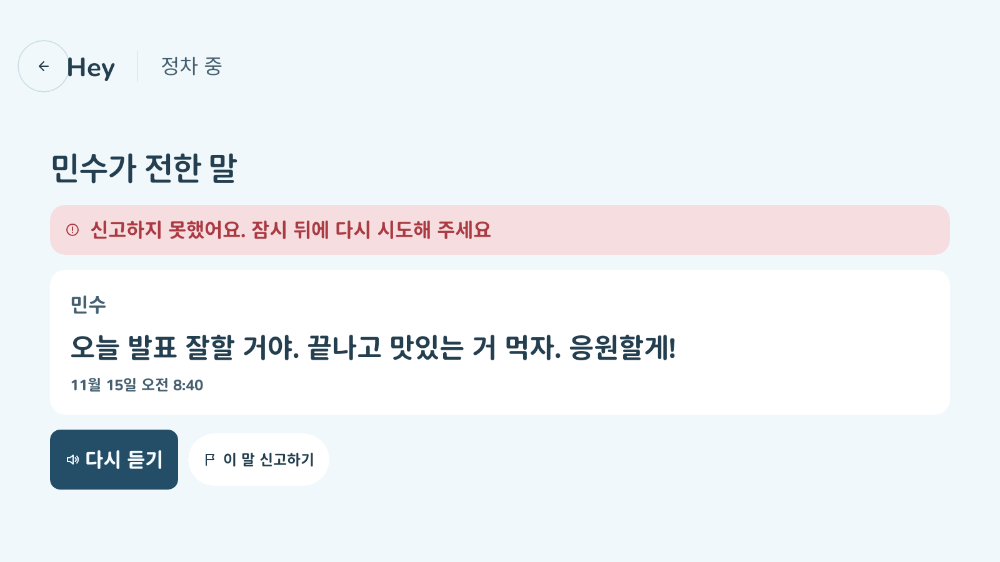 Hey
정차 중
민수가 전한 말
신고하지 못했어요. 잠시 뒤에 다시 시도해 주세요
민수
오늘 발표 잘할 거야. 끝나고 맛있는 거 먹자. 응원할게!
11월 15일 오전 8:40
다시 듣기
이 말 신고하기